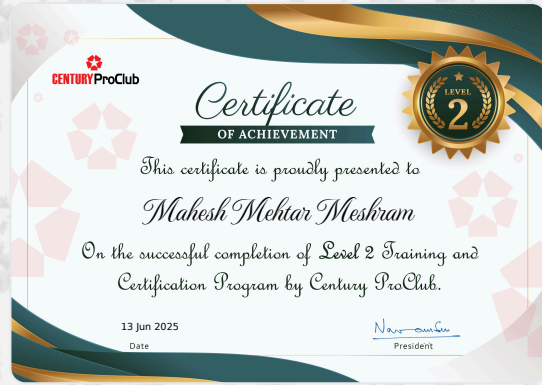 CENTURY ProClub
Certificate
OF ACHIEVEMENT
LEVEL
2
This certificate is proudly presented to
Mahesh Mehtar Meshram
On the successful completion of Level 2 Training and
Certification Program by Century ProClub.
13 Jun 2025
Date
President